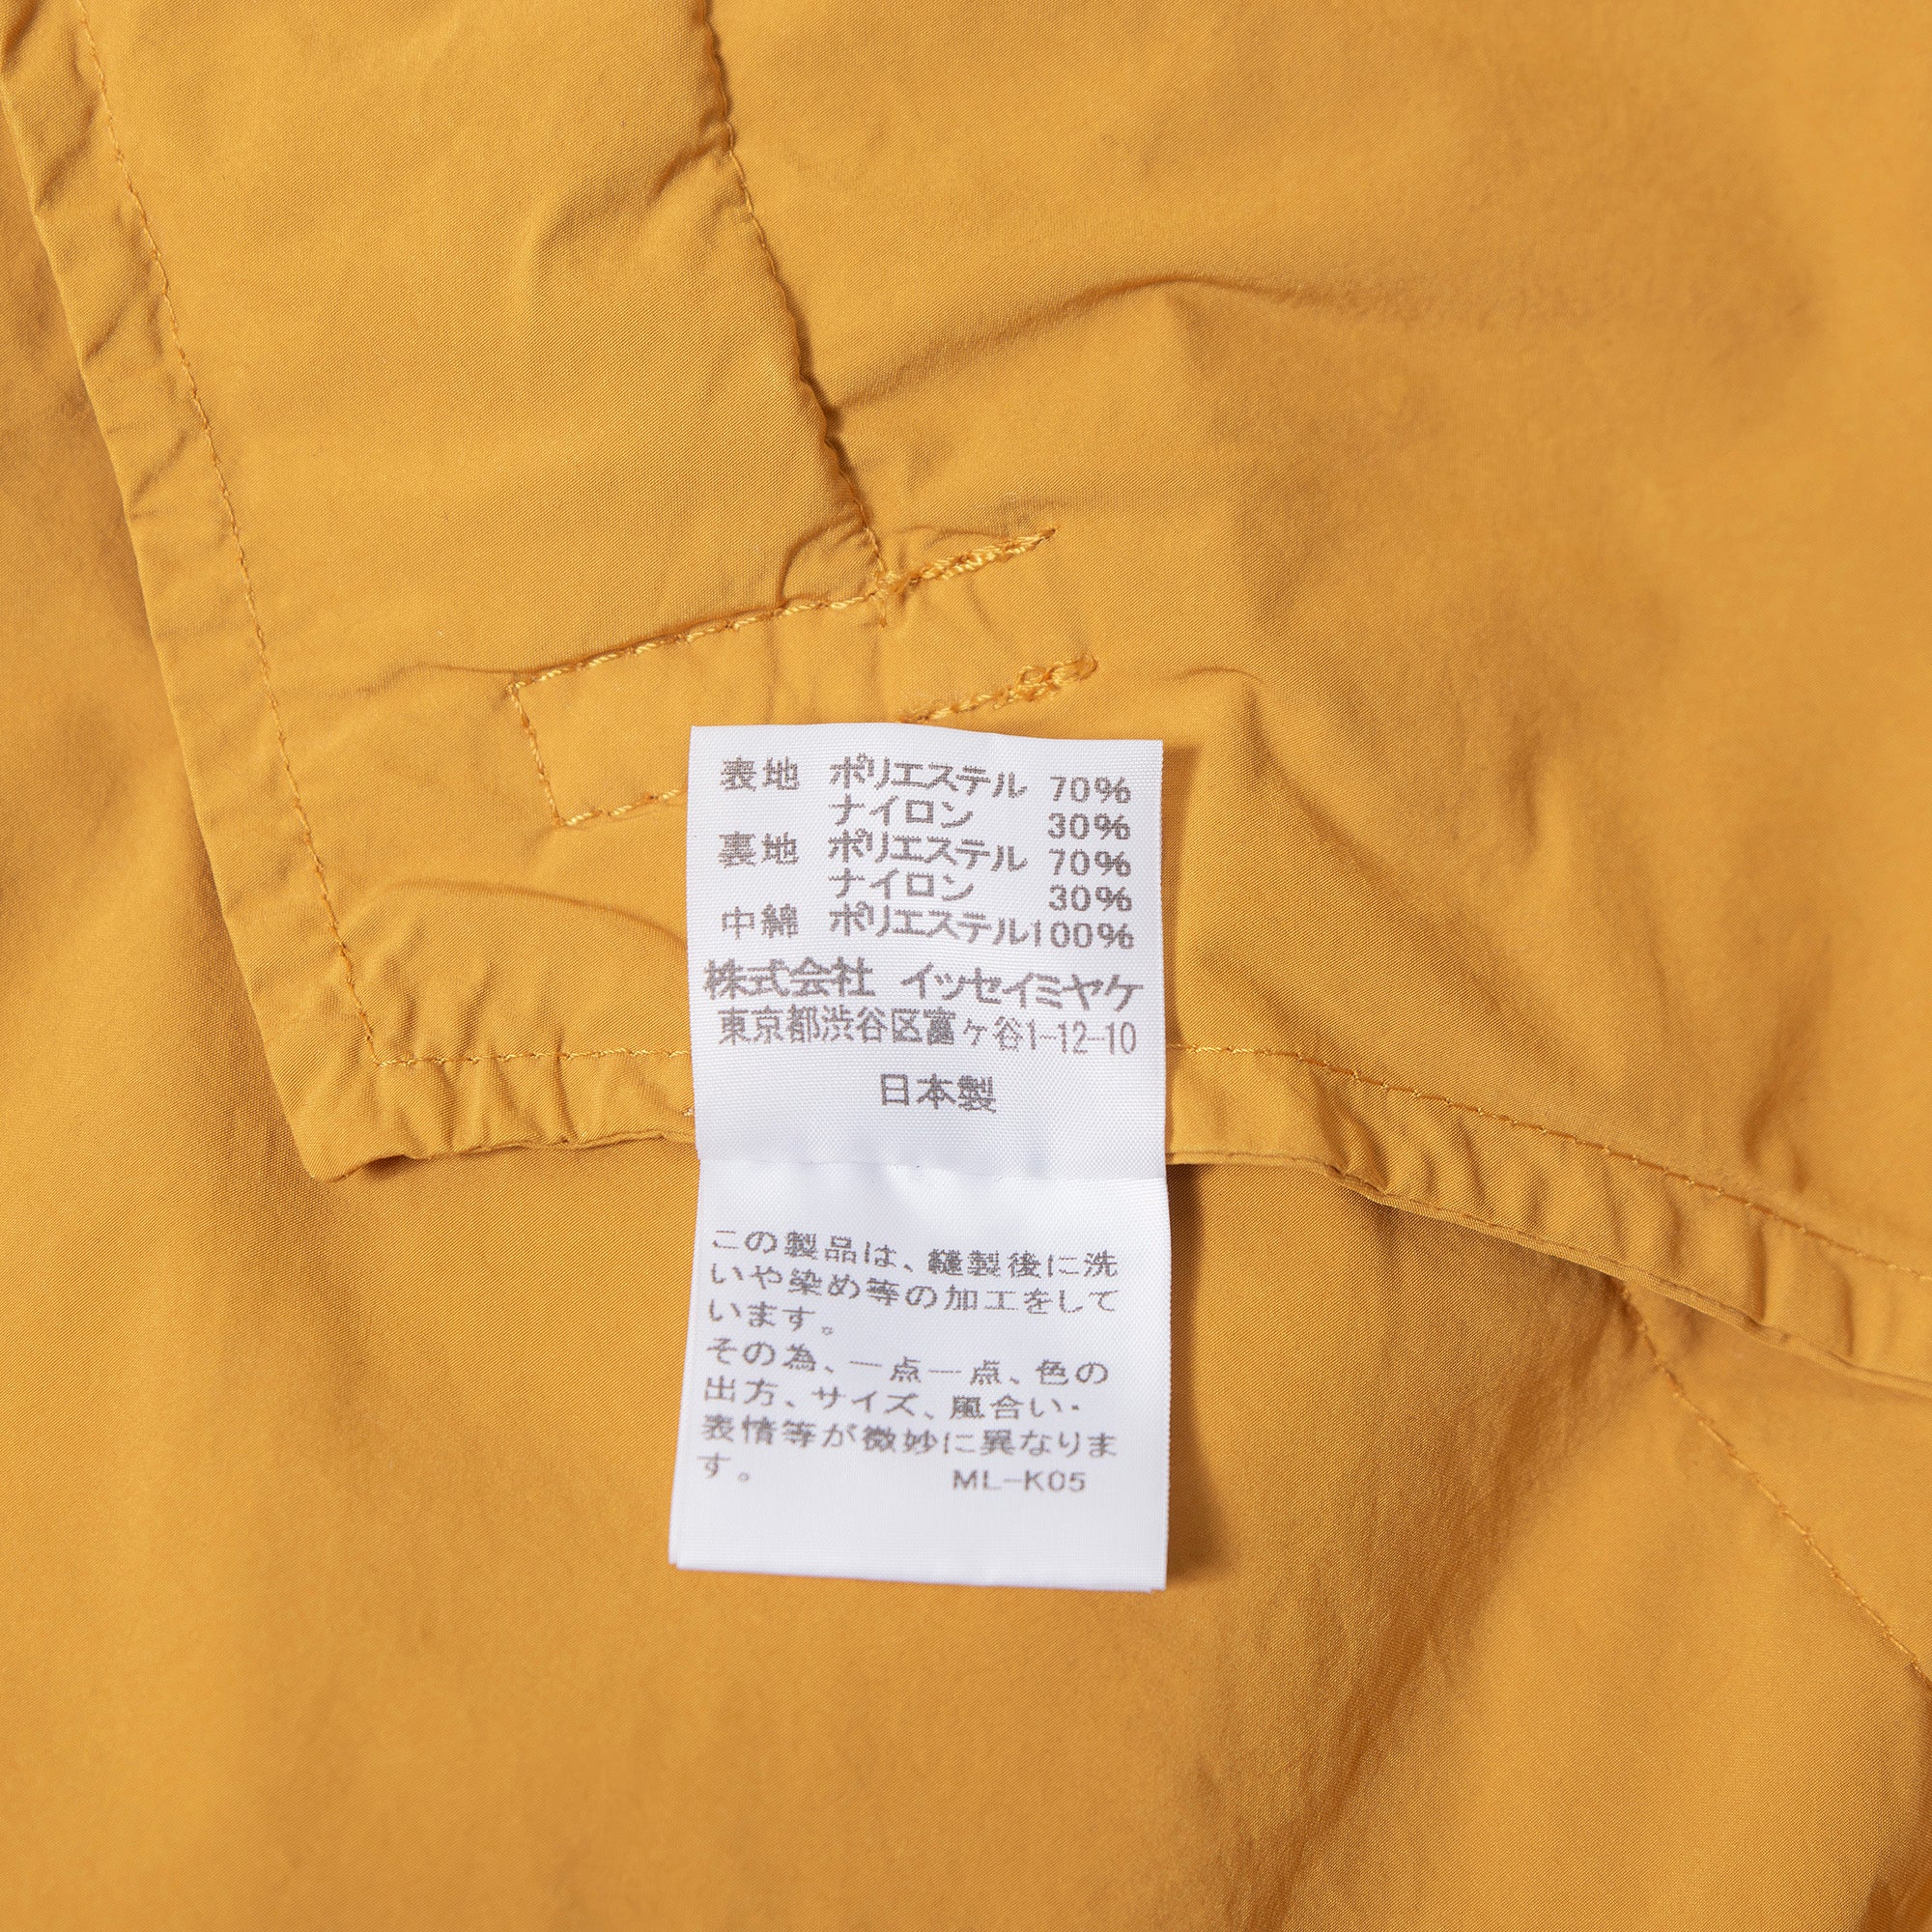 表地 ポリエステル 70%
ナイロン 30%
裏地 ポリエステル 70%
ナイロン 30%
中綿 ポリエステル100%
株式会社 イッセイミヤケ
東京都渋谷区富ヶ谷1-12-10
日本製
この製品は、縫製後に洗
いや染め等の加工をして
います。
その為、一点一点、色の
出方、サイズ、風合い・
表情等が微妙に異なりま
す。 ML-K05